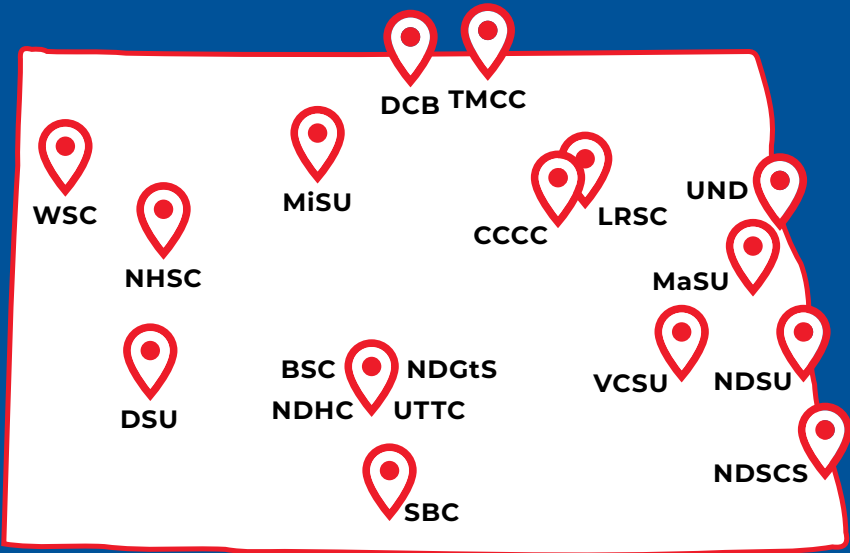 DCB TMCC
WSC
MiSU
UND
LRSC
CCCC
NHSC
MaSU
BSC NDGtS
VCSU NDSU
NDHC UTTC
DSU
NDSCS
SBC